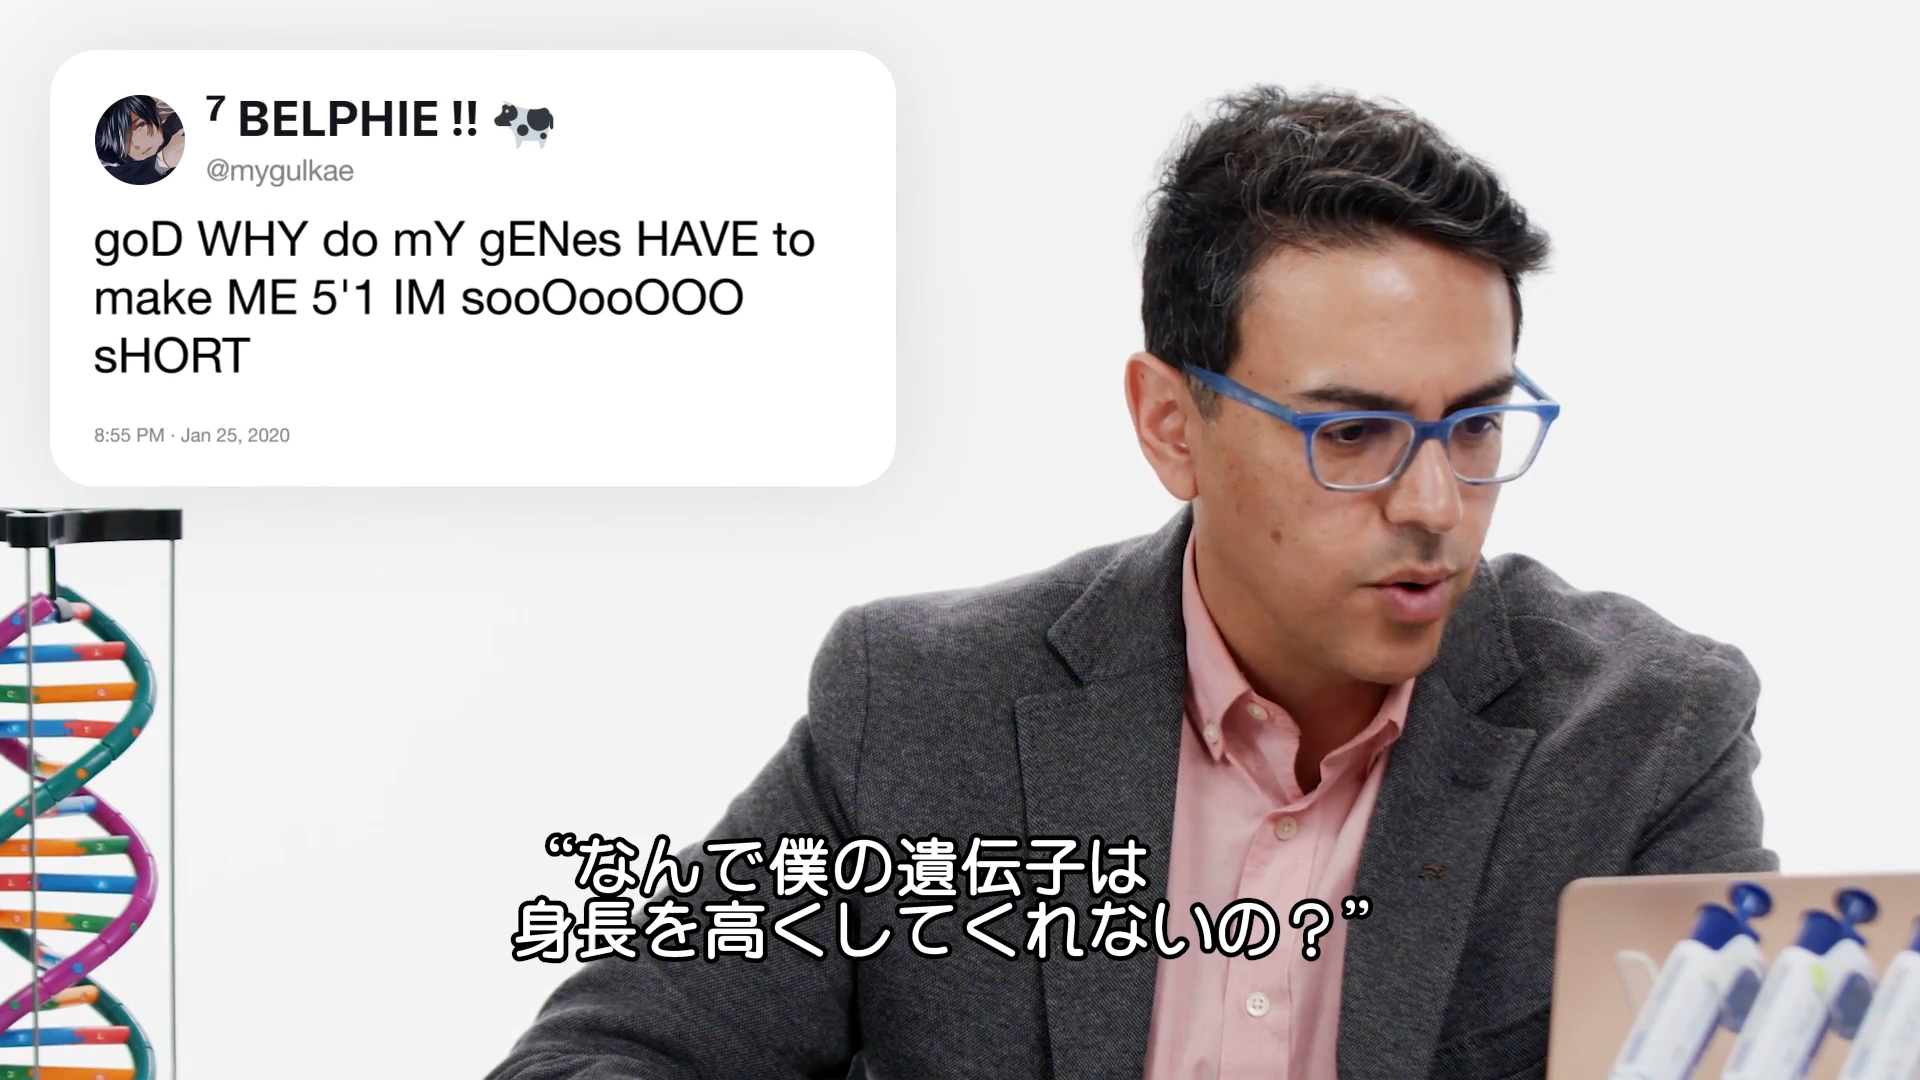 7 BELPHIE !! 🐄
@mygulkae
goD WHY do mY gENes HAVE to
make ME 5'1 IM sooOooOOO
sHORT
8:55 PM · Jan 25, 2020
“なんで僕の遺伝子は
身長を高くしてくれないの？”